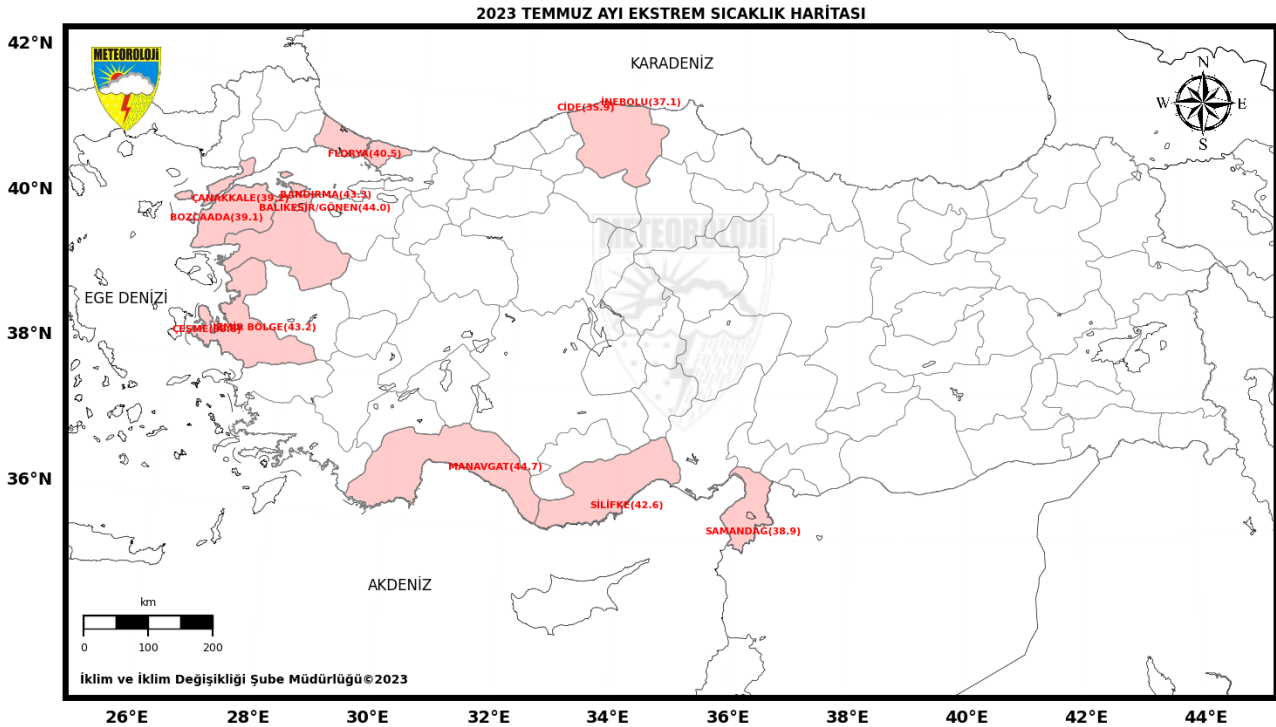 2023 TEMMUZ AYI EKSTREM SICAKLIK HARİTASI
42°N
40°N
38°N
36°N
METEOROLOJİ
KARADENİZ
N
W
E
S
CİDE(35.9)
İNEBOLU(37.1)
FLORYA(40.5)
ÇANAKKALE(39.2)
BANDIRMA(43.3)
BALIKESİR/GÖNEN(44.0)
BOZCAADA(39.1)
METEOROLOJİ
EGE DENİZİ
İZMİR BÖLGE(43.2)
MANAVGAT(44.7)
SİLİFKE(42.6)
SAMANDAĞ(38.9)
AKDENİZ
km
0 100 200
İklim ve İklim Değişikliği Şube Müdürlüğü©2023
26°E 28°E 30°E 32°E 34°E 36°E 38°E 40°E 42°E 44°E